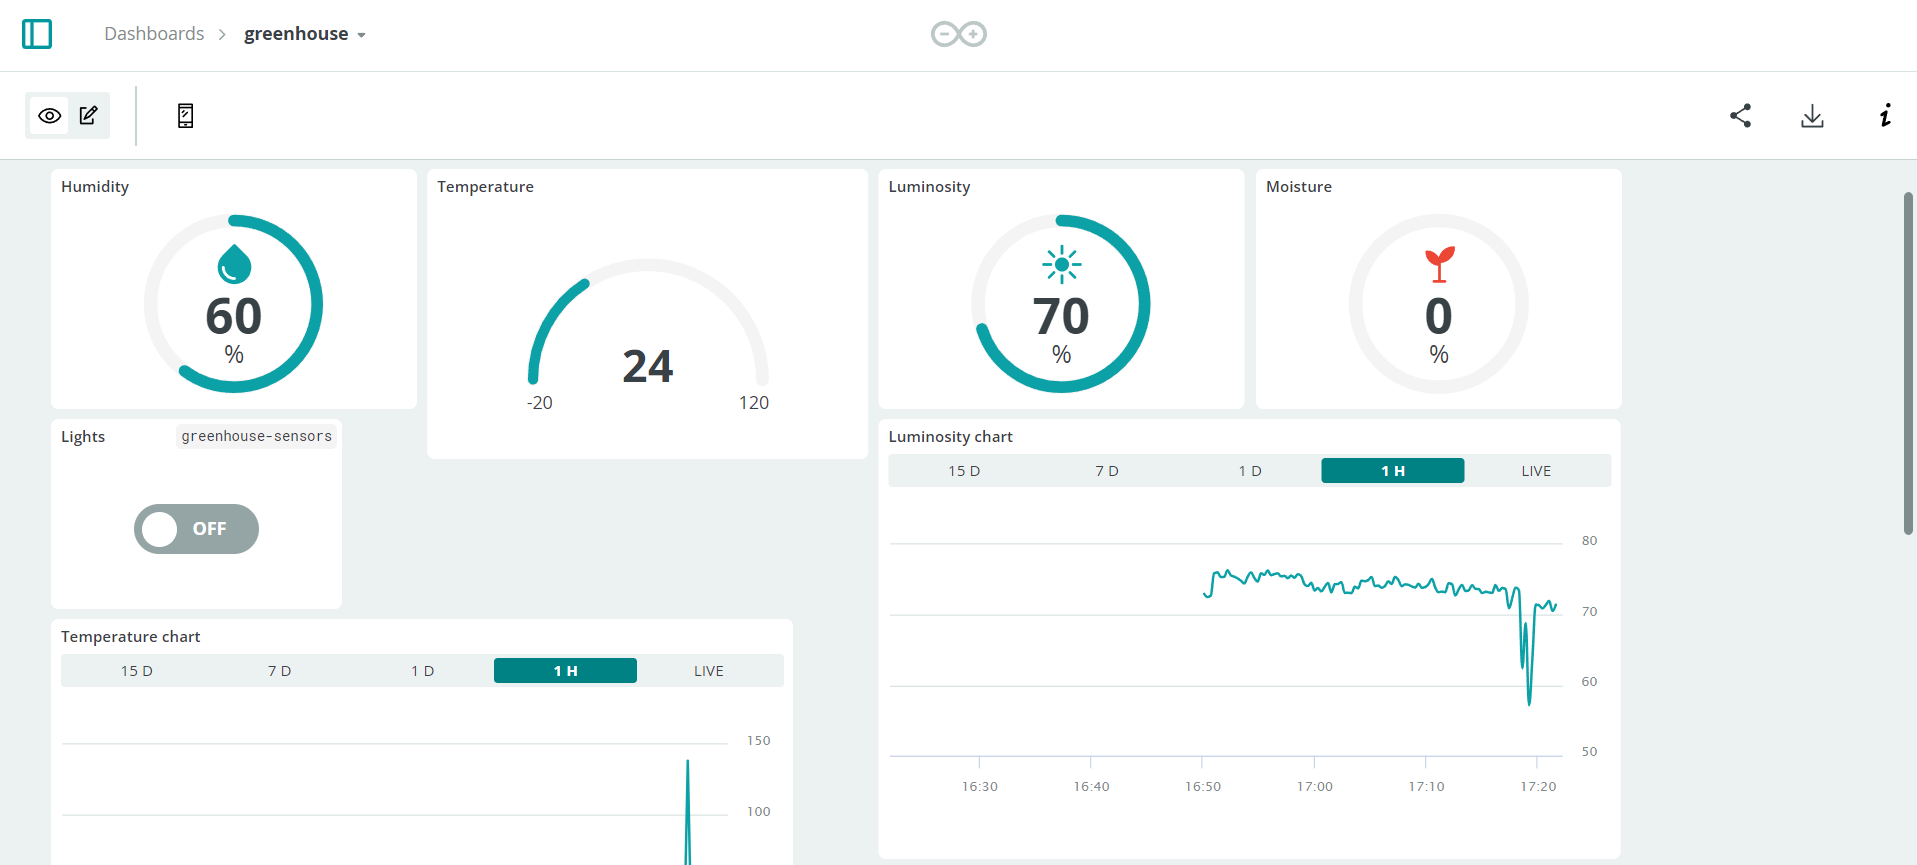 Dashboards > greenhouse
Humidity
60
%
Temperature
24
-20
120
Luminosity
70
%
Moisture
0
%
Lights
greenhouse-sensors
OFF
Luminosity chart
15 D
7 D
1 D
1 H
LIVE
80
70
60
50
16:30
16:40
16:50
17:00
17:10
17:20
Temperature chart
15 D
7 D
1 D
1 H
LIVE
150
100